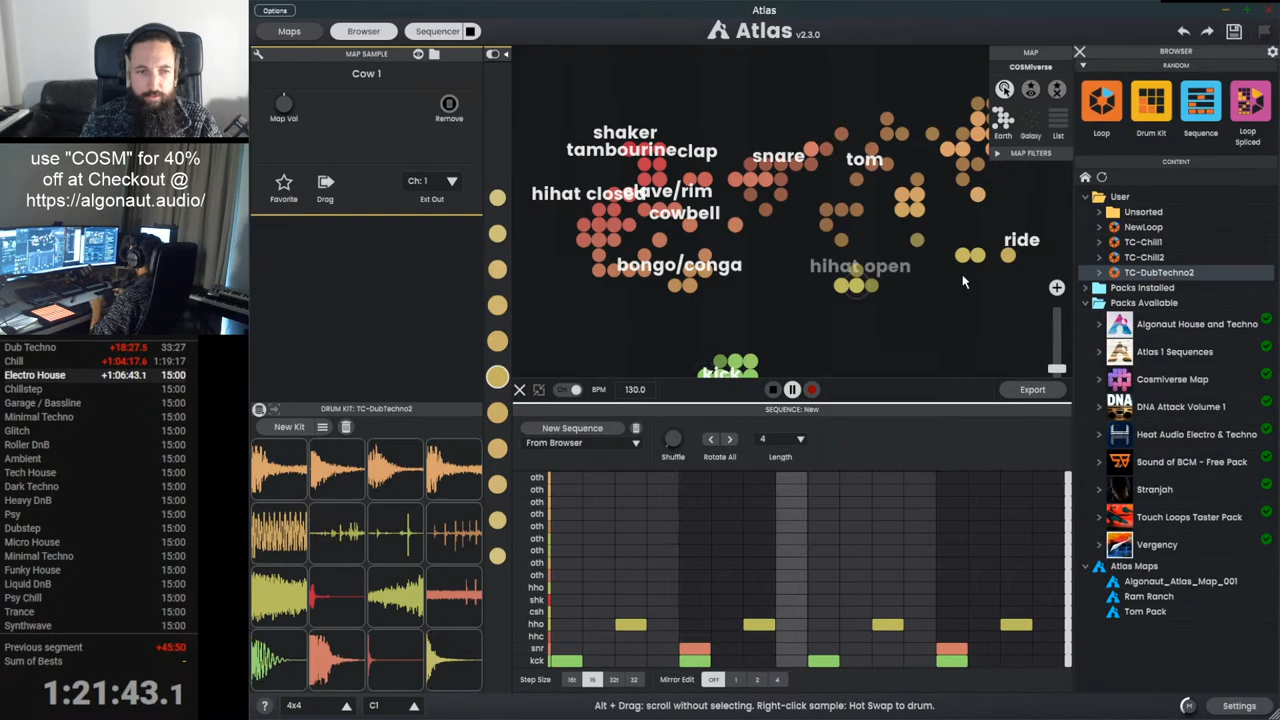 Options
Atlas
Maps
Browser
Sequencer
Atlas v2.3.0
MAP SAMPLE
Cow 1
Map Vol
Remove
Favorite
Drag
Ch: 1
Ext Out
use "COSM" for 40%
off at Checkout @
https://algonaut.audio/
shaker
tambourine
clap
snare
tom
hihat closed
clave/rim
cowbell
bongo/conga
hihat open
ride
kick
MAP
COSMIverse
Earth
Galaxy
List
MAP FILTERS
BROWSER
RANDOM
Loop
Drum Kit
Sequence
Loop
Spliced
CONTENT
User
Unsorted
NewLoop
TC-Chill1
TC-Chill2
TC-DubTechno2
Packs Installed
Packs Available
Algonaut House and Techno
Atlas 1 Sequences
Cosmiverse Map
DNA Attack Volume 1
Heat Audio Electro & Techno
Sound of BCM - Free Pack
Stranjah
Touch Loops Taster Pack
Vergency
Atlas Maps
Algonaut_Atlas_Map_001
Ram Ranch
Tom Pack
Dub Techno +18:27.5 33:27
Chill +1:04:17.6 1:19:17
Electro House +1:06:43.1 15:00
Chillstep 15:00
Garage / Bassline 15:00
Minimal Techno 15:00
Glitch 15:00
Roller DnB 15:00
Ambient 15:00
Tech House 15:00
Dark Techno 15:00
Heavy DnB 15:00
Psy 15:00
Dubstep 15:00
Micro House 15:00
Minimal Techno 15:00
Funky House 15:00
Liquid DnB 15:00
Psy Chill 15:00
Trance 15:00
Synthwave 15:00
Previous segment +45.50
Sum of Bests -
1:21:43.1
DRUM KIT: TC-DubTechno2
New Kit
4x4
C1
On
BPM
130.0
Export
SEQUENCE: New
New Sequence
From Browser
Shuffle
Rotate All
4
Length
oth
oth
oth
oth
oth
oth
oth
oth
oth
hho
shk
csh
hho
hhc
snr
kck
Step Size
16t
16
32t
32
Mirror Edit
OFF
1
2
4
Alt + Drag: scroll without selecting. Right-click sample: Hot Swap to drum.
M
Settings